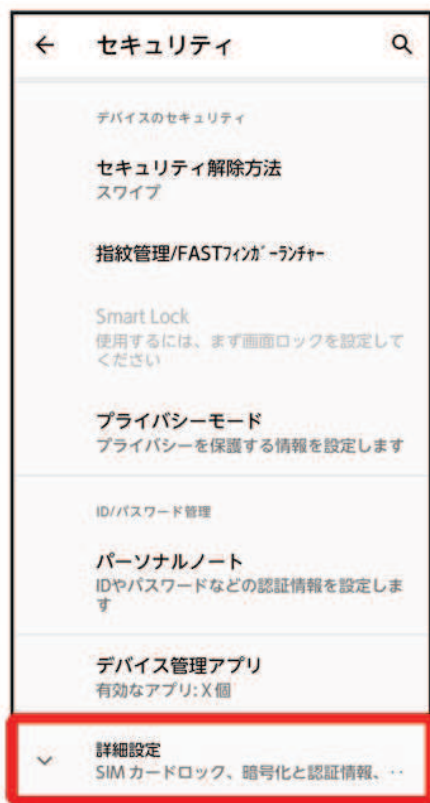 セキュリティ
デバイスのセキュリティ
セキュリティ解除方法
スワイプ
指紋管理/FASTﾌｨﾝｶﾞｰﾗﾝﾁｬｰ
Smart Lock
使用するには、まず画面ロックを設定して
ください
プライバシーモード
プライバシーを保護する情報を設定します
ID/パスワード管理
パーソナルノート
IDやパスワードなどの認証情報を設定しま
す
デバイス管理アプリ
有効なアプリ: X 個
詳細設定
SIM カードロック、暗号化と認証情報、‥